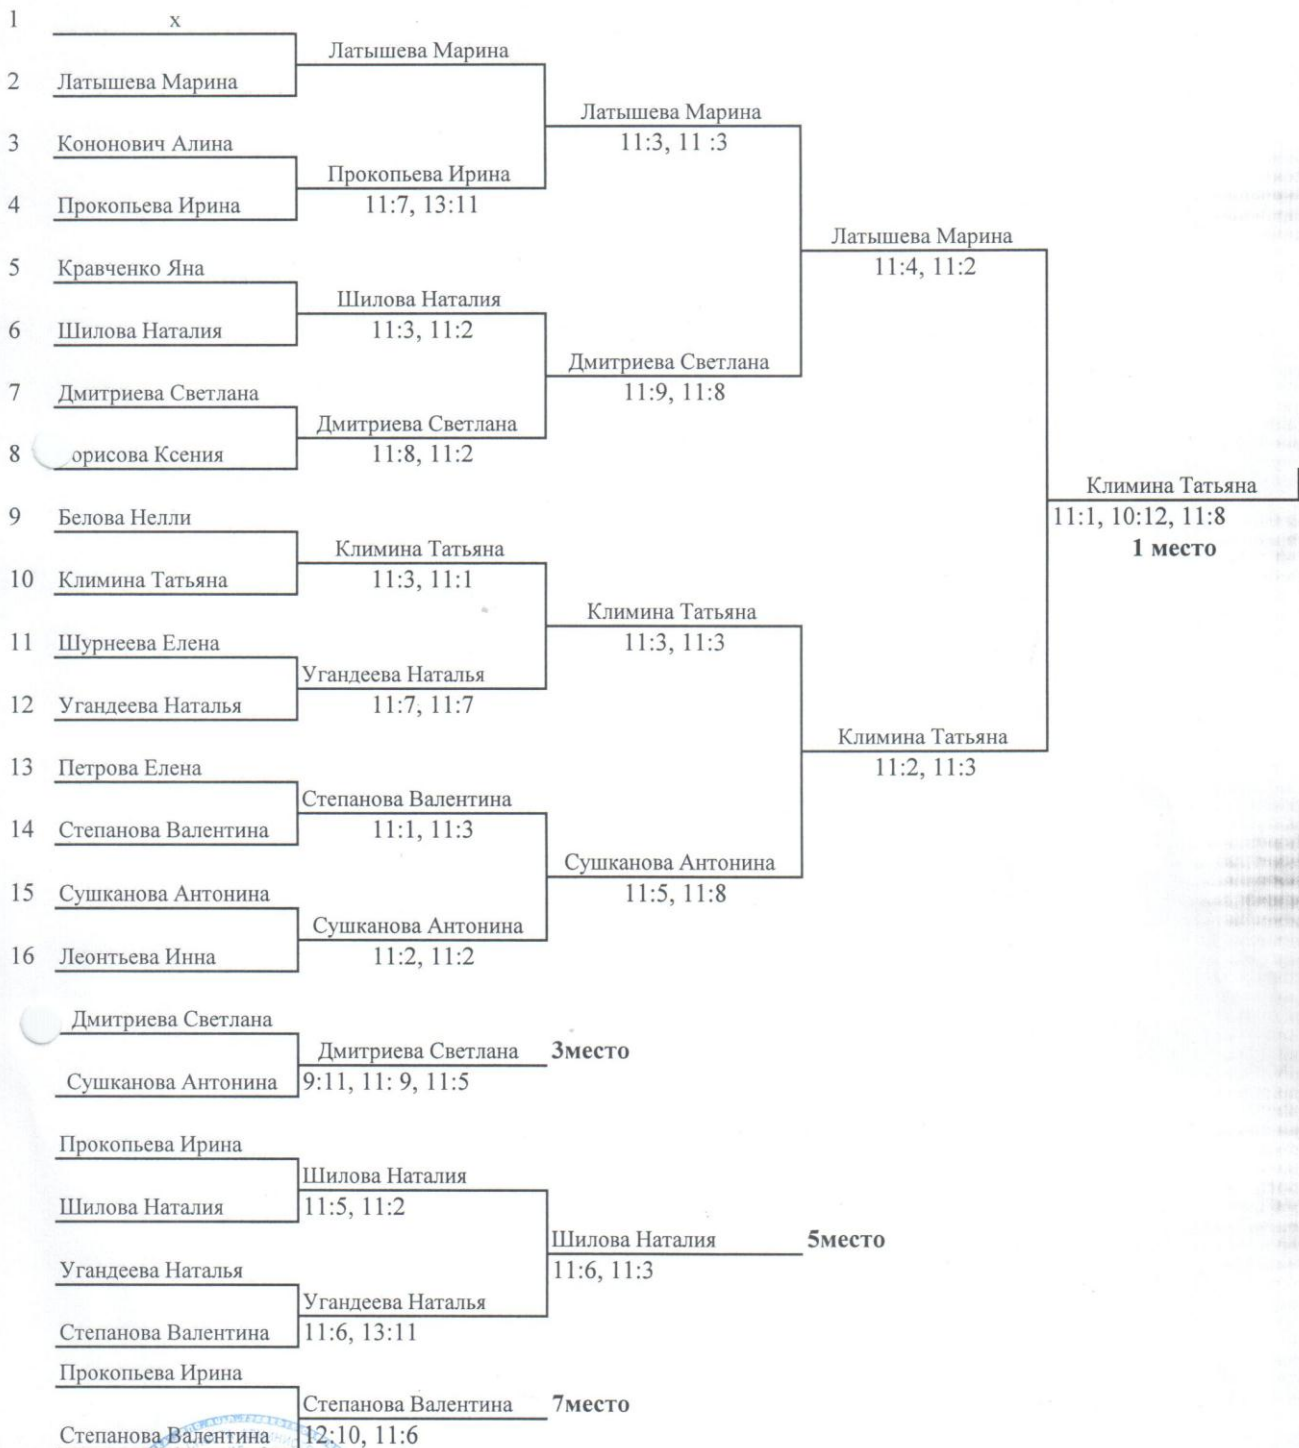 1 х
Латышева Марина
2 Латышева Марина
Латышева Марина
3 Кононович Алина
11:3, 11 :3
Прокопьева Ирина
4 Прокопьева Ирина
11:7, 13:11
Латышева Марина
5 Кравченко Яна
11:4, 11:2
Шилова Наталия
6 Шилова Наталия
11:3, 11:2
Дмитриева Светлана
7 Дмитриева Светлана
11:9, 11:8
Дмитриева Светлана
8 орисова Ксения
11:8, 11:2
Климина Татьяна
9 Белова Нелли
11:1, 10:12, 11:8
Климина Татьяна
1 место
10 Климина Татьяна
11:3, 11:1
Климина Татьяна
11 Шурнеева Елена
11:3, 11:3
Угандеева Наталья
12 Угандеева Наталья
11:7, 11:7
Климина Татьяна
13 Петрова Елена
11:2, 11:3
Степанова Валентина
14 Степанова Валентина
11:1, 11:3
Сушканова Антонина
15 Сушканова Антонина
11:5, 11:8
Сушканова Антонина
16 Леонтьева Инна
11:2, 11:2
Дмитриева Светлана
Дмитриева Светлана 3место
Сушканова Антонина 9:11, 11: 9, 11:5
Прокопьева Ирина
Шилова Наталия
Шилова Наталия 11:5, 11:2
Шилова Наталия 5место
Угандеева Наталья
11:6, 11:3
Угандеева Наталья
Степанова Валентина 11:6, 13:11
Прокопьева Ирина
Степанова Валентина 7место
Степанова Валентина 12:10, 11:6